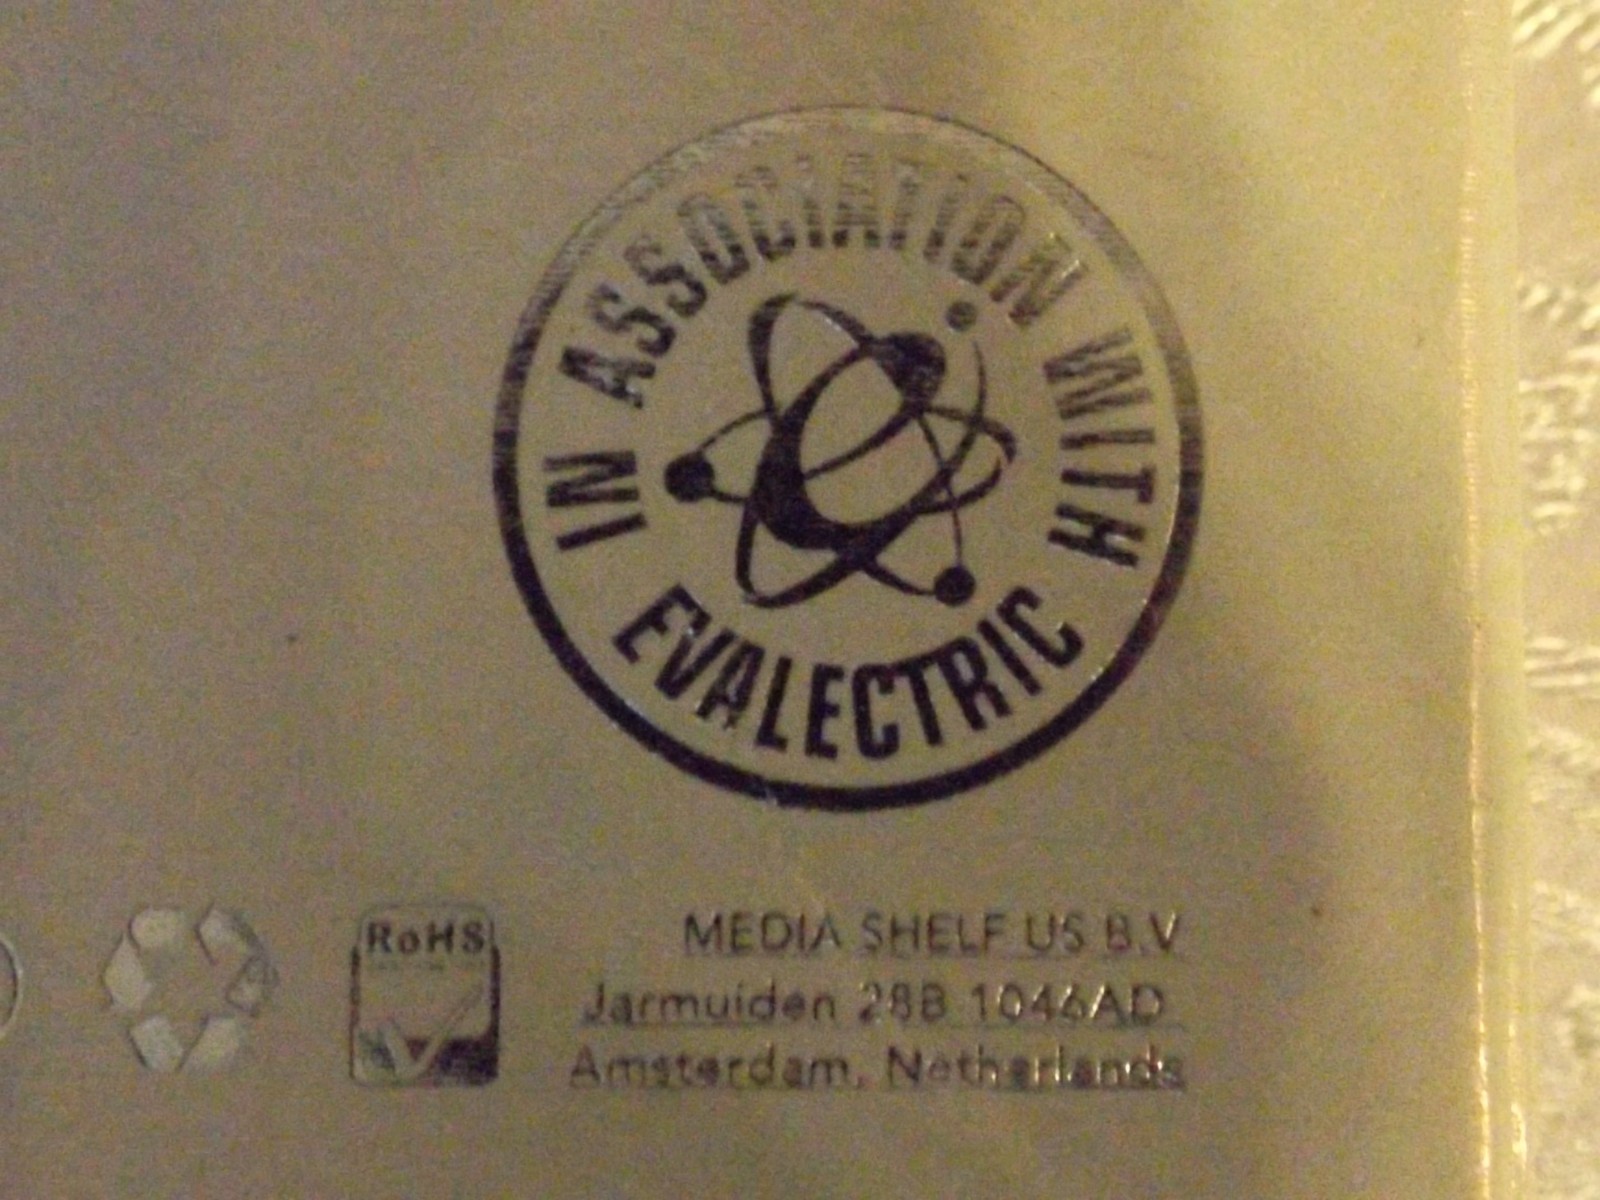 IN ASSOCIATION WITH
EVALECTRIC
RoHS
MEDIA SHELF US B.V
Jarmuiden 28B 1046AD
Amsterdam, Netherlands